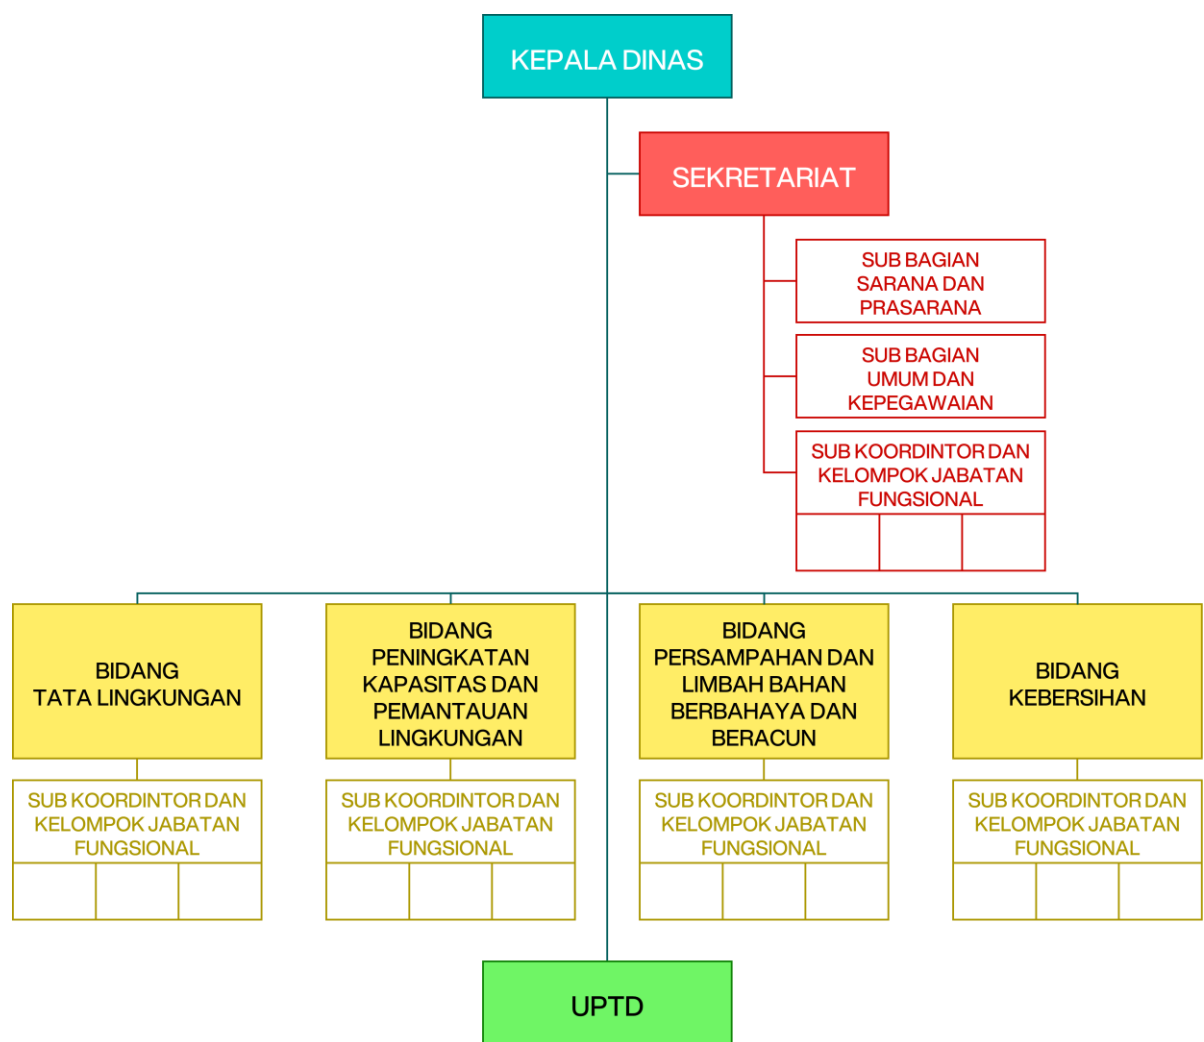 KEPALA DINAS
SEKRETARIAT
SUB BAGIAN
SARANA DAN
PRASARANA
SUB BAGIAN
UMUM DAN
KEPEGAWAIAN
SUB KOORDINTOR DAN
KELOMPOK JABATAN
FUNGSIONAL
BIDANG
TATA LINGKUNGAN
BIDANG
PENINGKATAN
KAPASITAS DAN
PEMANTAUAN
LINGKUNGAN
BIDANG
PERSAMPAHAN DAN
LIMBAH BAHAN
BERBAHAYA DAN
BERACUN
BIDANG
KEBERSIHAN
SUB KOORDINTOR DAN
KELOMPOK JABATAN
FUNGSIONAL
SUB KOORDINTOR DAN
KELOMPOK JABATAN
FUNGSIONAL
SUB KOORDINTOR DAN
KELOMPOK JABATAN
FUNGSIONAL
SUB KOORDINTOR DAN
KELOMPOK JABATAN
FUNGSIONAL
UPTD